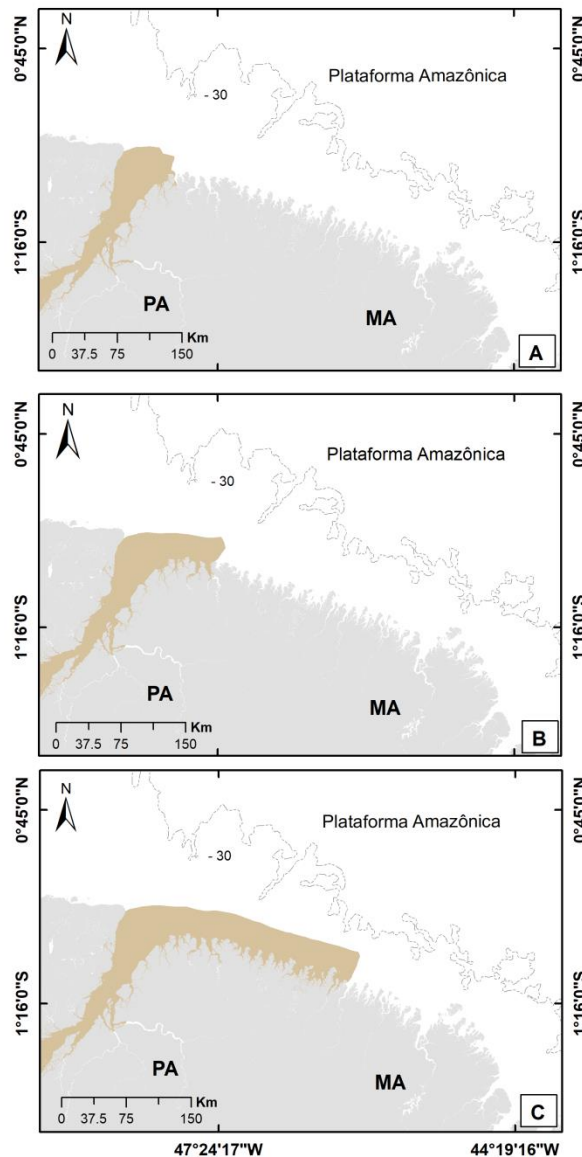 N
0°45'0"N
Plataforma Amazônica
- 30
1°16'0"S
PA
MA
Km
0 37.5 75 150
A
0°45'0"N
1°16'0"S
N
0°45'0"N
Plataforma Amazônica
- 30
1°16'0"S
PA
MA
Km
0 37.5 75 150
B
0°45'0"N
1°16'0"S
N
0°45'0"N
Plataforma Amazônica
- 30
1°16'0"S
PA
MA
Km
0 37.5 75 150
C
0°45'0"N
1°16'0"S
47°24'17"W
44°19'16"W